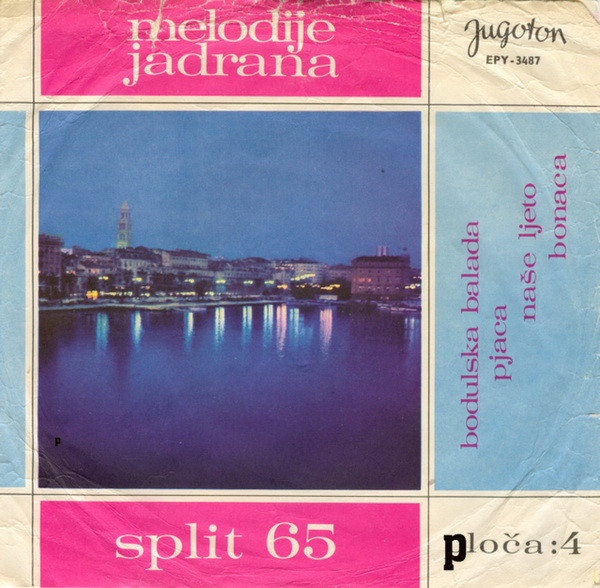 melodije
jadrana
Jugoton
EPY-3487
bodulska balada
pjaca
naše ljeto
bonaca
p
split 65
ploča:4